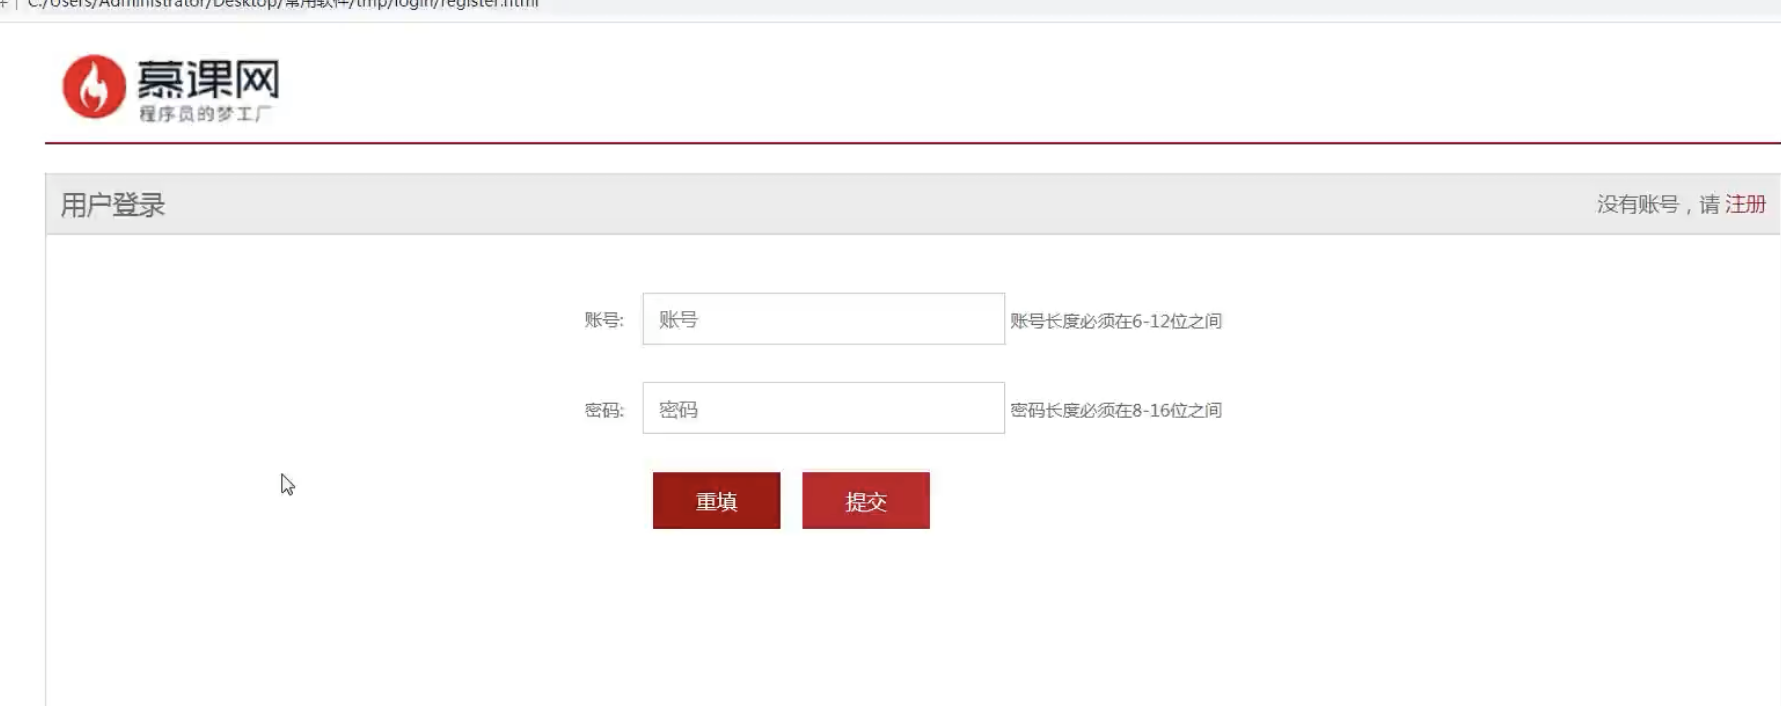 C:/Users/Administrator/Desktop/常用软件/tmp/login/register.html
慕课网
程序员的梦工厂
用户登录
没有账号，请 注册
账号: 账号 账号长度必须在6-12位之间
密码: 密码 密码长度必须在8-16位之间
重填 提交